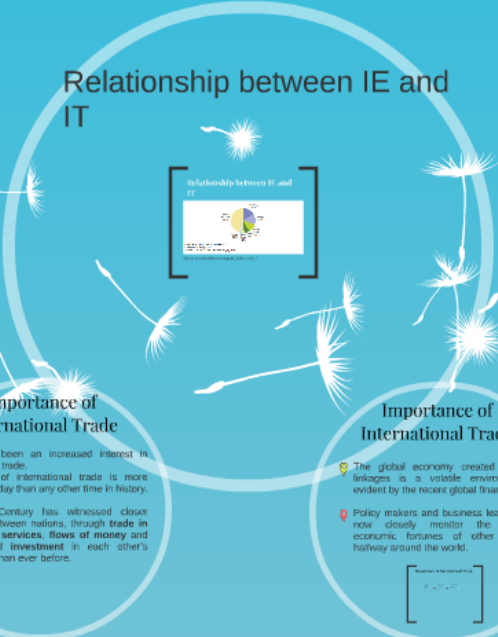 Relationship between IE and
IT
Relationship between IE and
IT
mportance of
rnational Trade
been an increased interest in
trade.
of international trade is more
day than any other time in history.
Century has witnessed closer
tween nations, through trade in
services, flows of money and
investment in each other's
han ever before.
Importance of
International Trad
The global economy created
linkages is a volatile enviro
evident by the recent global finan
Policy makers and business lea
now closely monitor the
economic fortunes of other
halfway around the world.